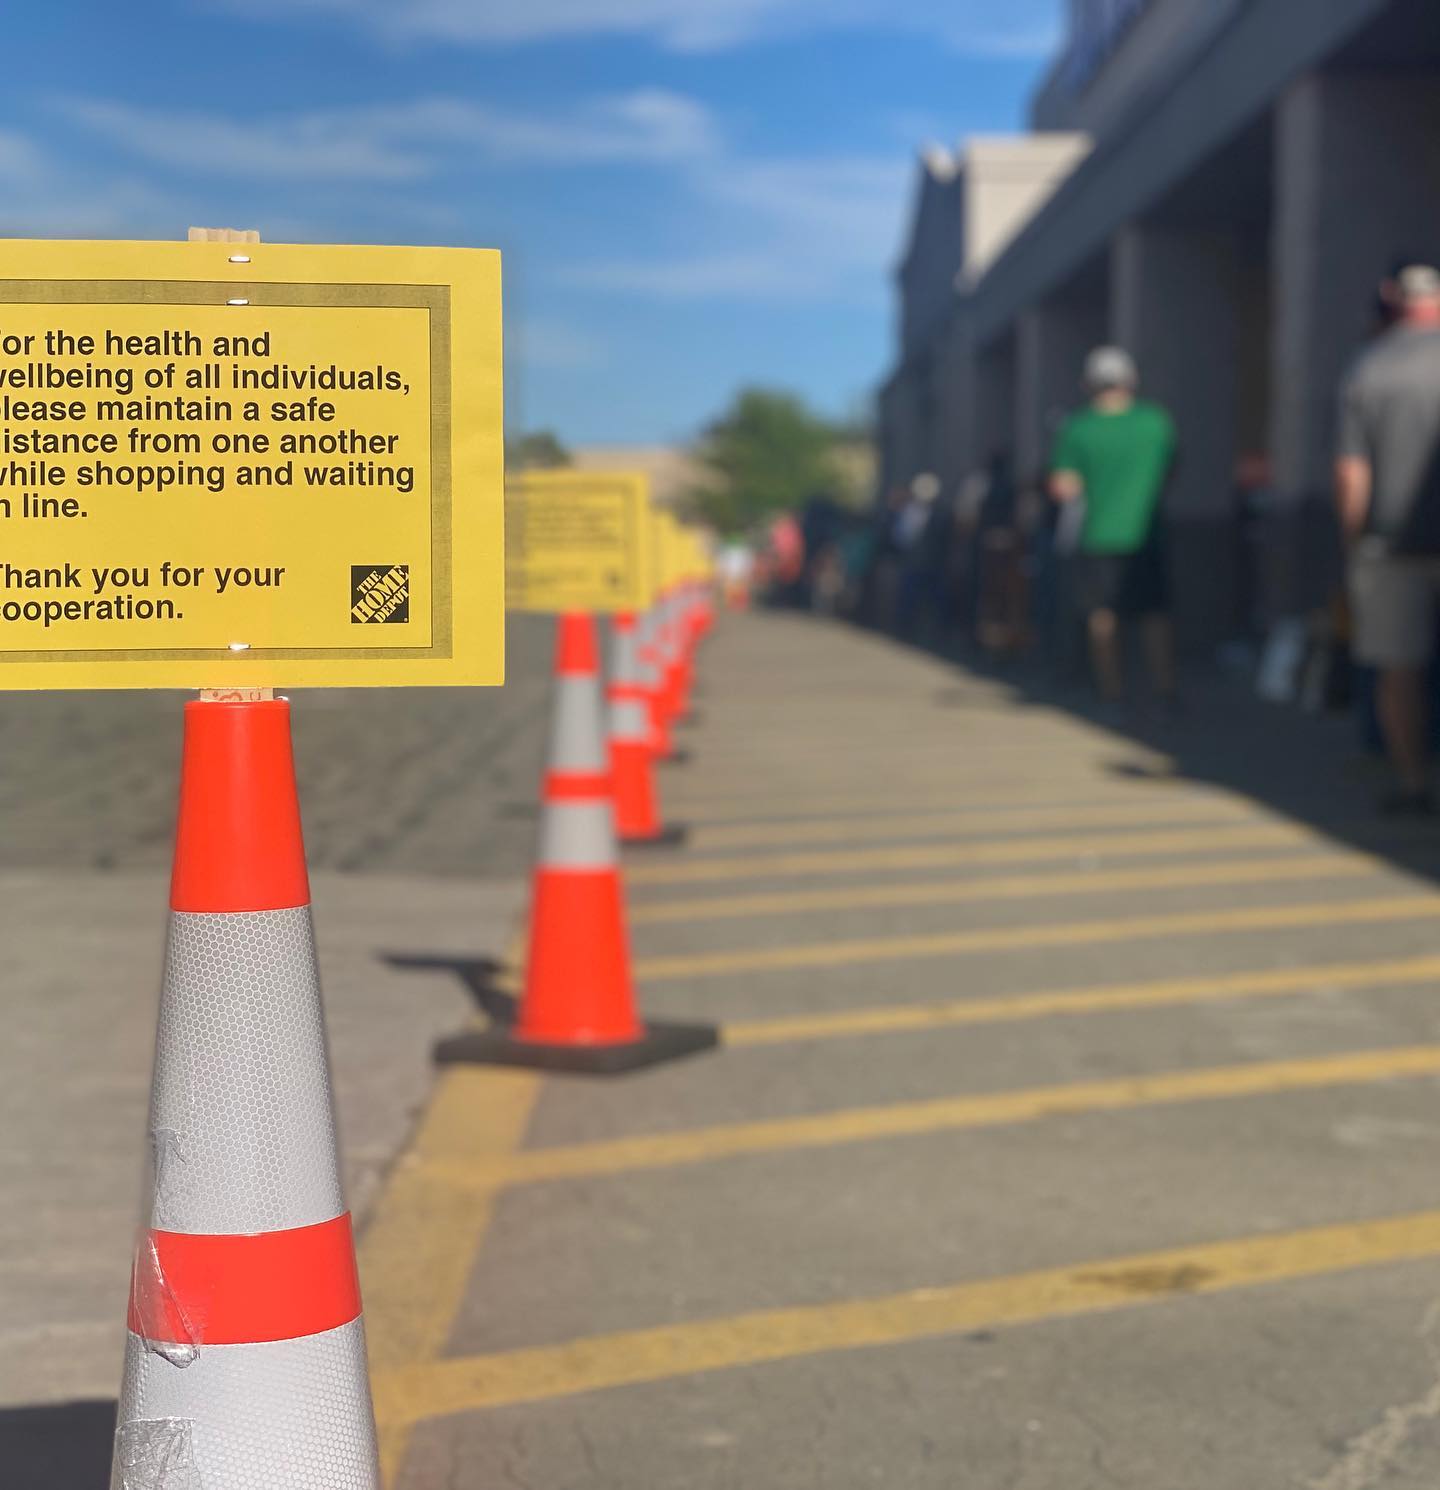 or the health and
ellbeing of all individuals,
lease maintain a safe
istance from one another
while shopping and waiting
n line.
Thank you for your
cooperation.
THE
HOME
DEPOT